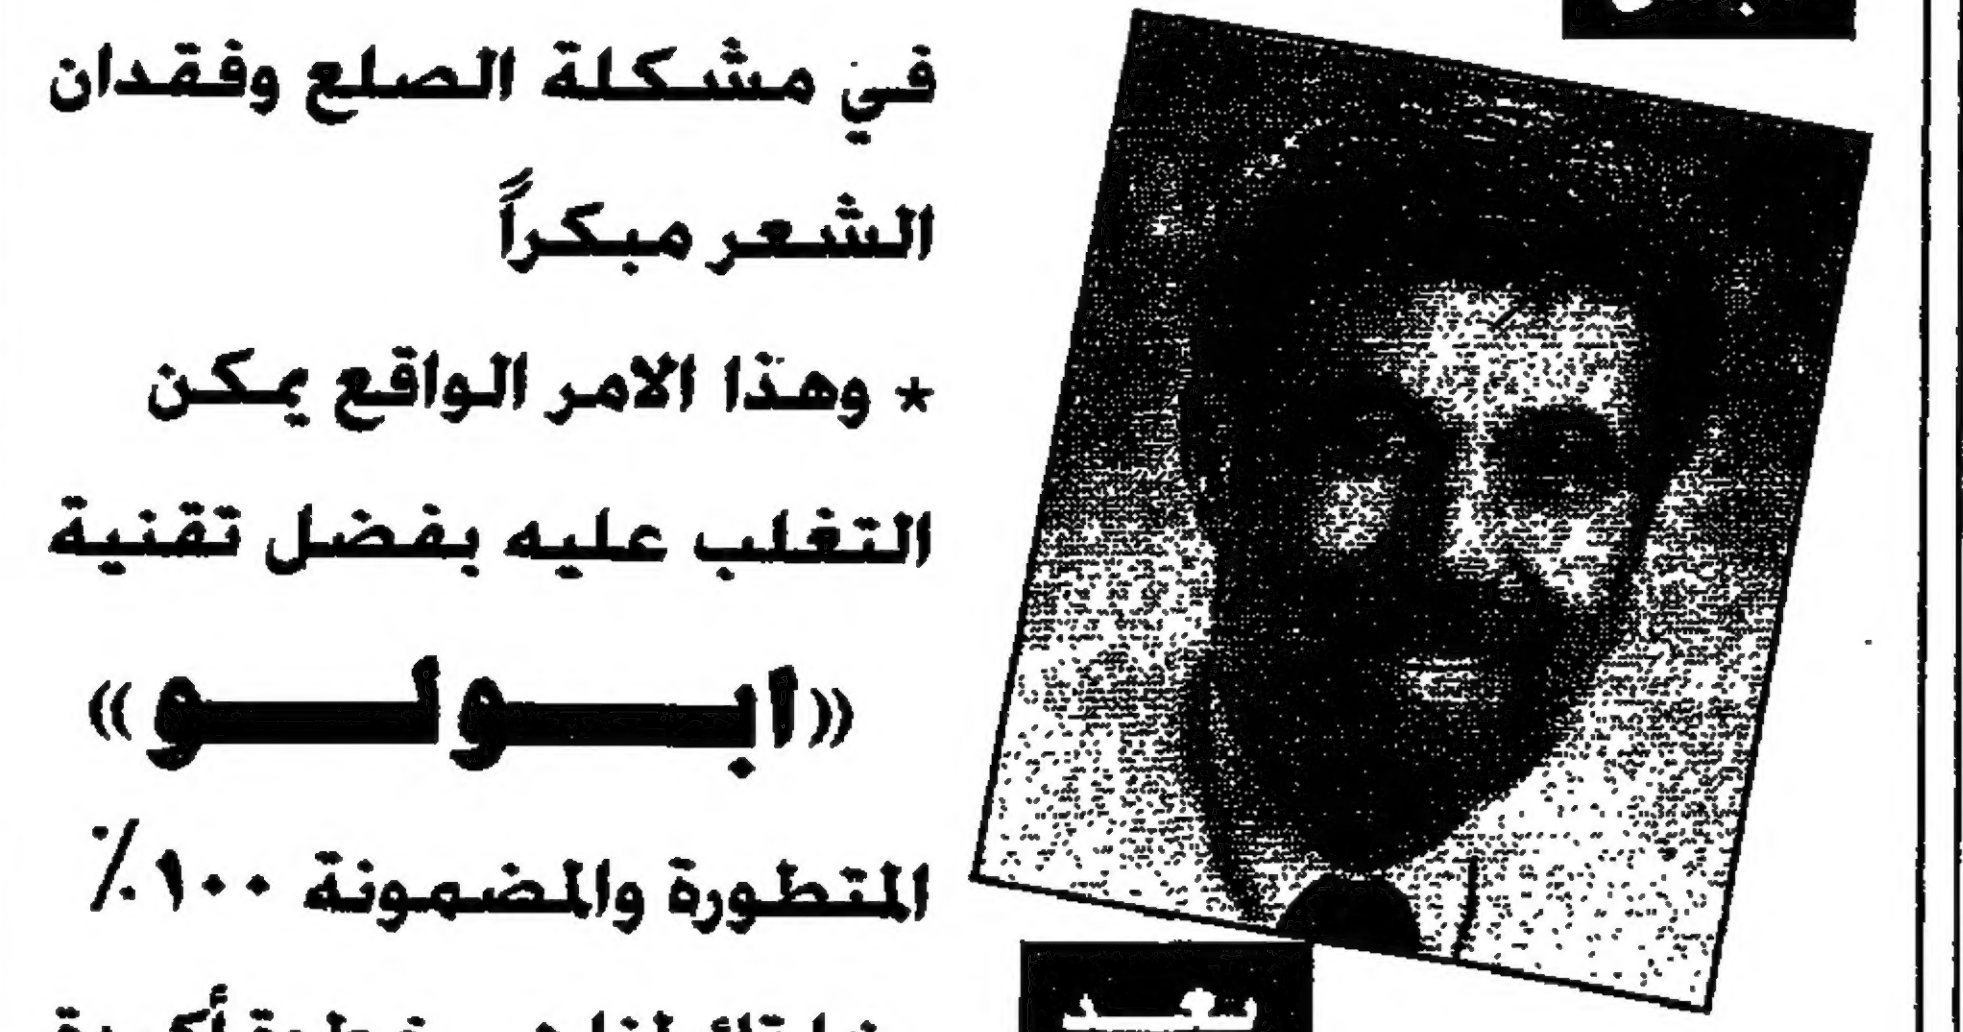 في مشكلة الصلع وفقدان
الشعر مبكراً
* وهذا الامر الواقع يمكن
التغلب عليه بفضل تقنية
«ابولو»
المتطورة والمضمونة ١٠٠٪